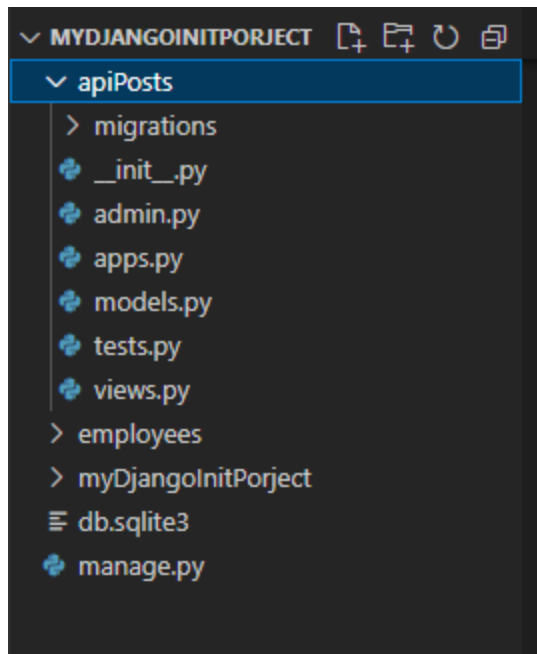 MYDJANGOINITPORJECT
apiPosts
migrations
__init__.py
admin.py
apps.py
models.py
tests.py
views.py
employees
myDjangoInitPorject
db.sqlite3
manage.py